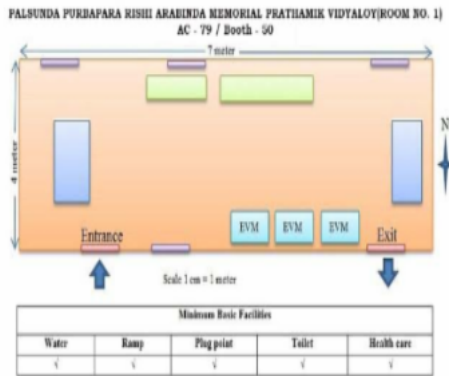 PALSUNDA PURBAPARA RISHI ARABINDA MEMORIAL PRATHAMIK VIDYALOY(ROOM NO. 1)
AC - 79 / Booth - 50
7 meter
4 meter
N
EVM EVM EVM
Entrance Exit
Scale 1 cm = 1 meter
Minimum Basic Facilities
Water Ramp Plug point Toilet Health care
√ √ √ √ √